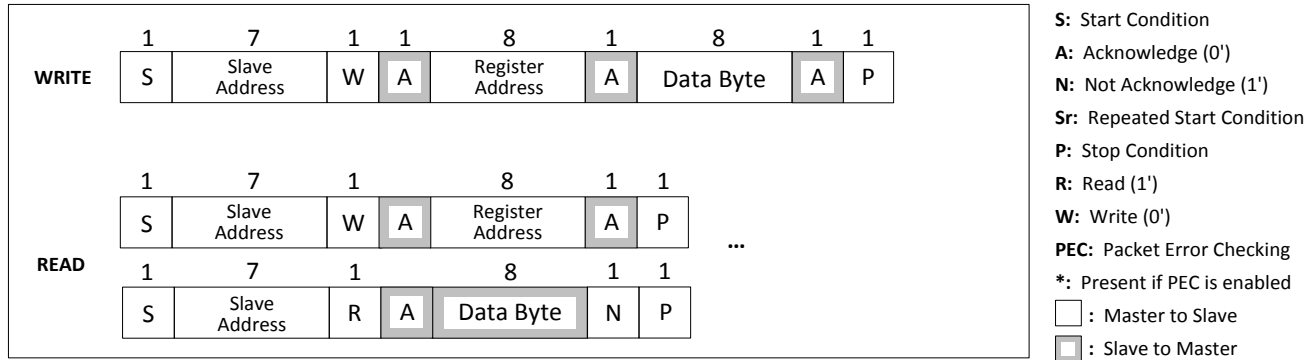 1 7 1 1 8 1 8 1 1
WRITE S Slave Address W A Register Address A Data Byte A P
1 7 1 8 1 1
S Slave Address W A Register Address A P ...
READ
1 7 1 8 1 1
S Slave Address R A Data Byte N P
S: Start Condition
A: Acknowledge (0')
N: Not Acknowledge (1')
Sr: Repeated Start Condition
P: Stop Condition
R: Read (1')
W: Write (0')
PEC: Packet Error Checking
*: Present if PEC is enabled
: Master to Slave
: Slave to Master